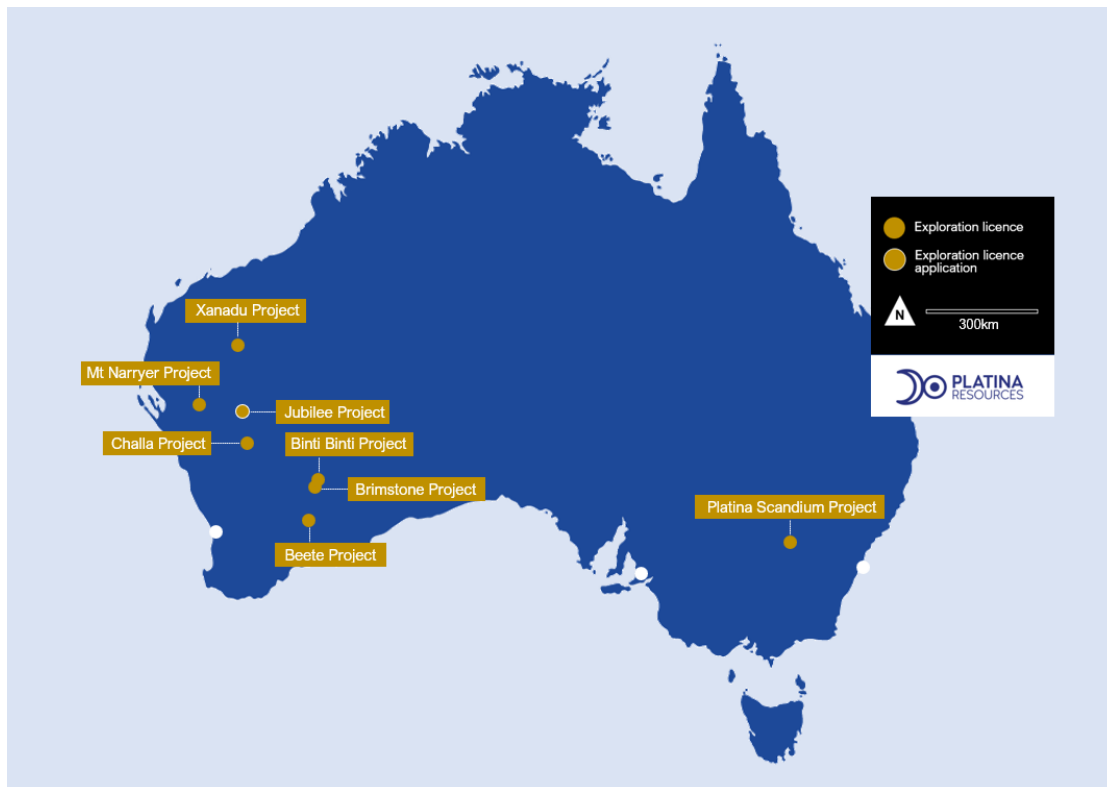 Exploration licence
Exploration licence
application
N
300km
PLATINA
RESOURCES
Xanadu Project
Mt Narryer Project
Jubilee Project
Challa Project
Binti Binti Project
Brimstone Project
Platina Scandium Project
Beete Project